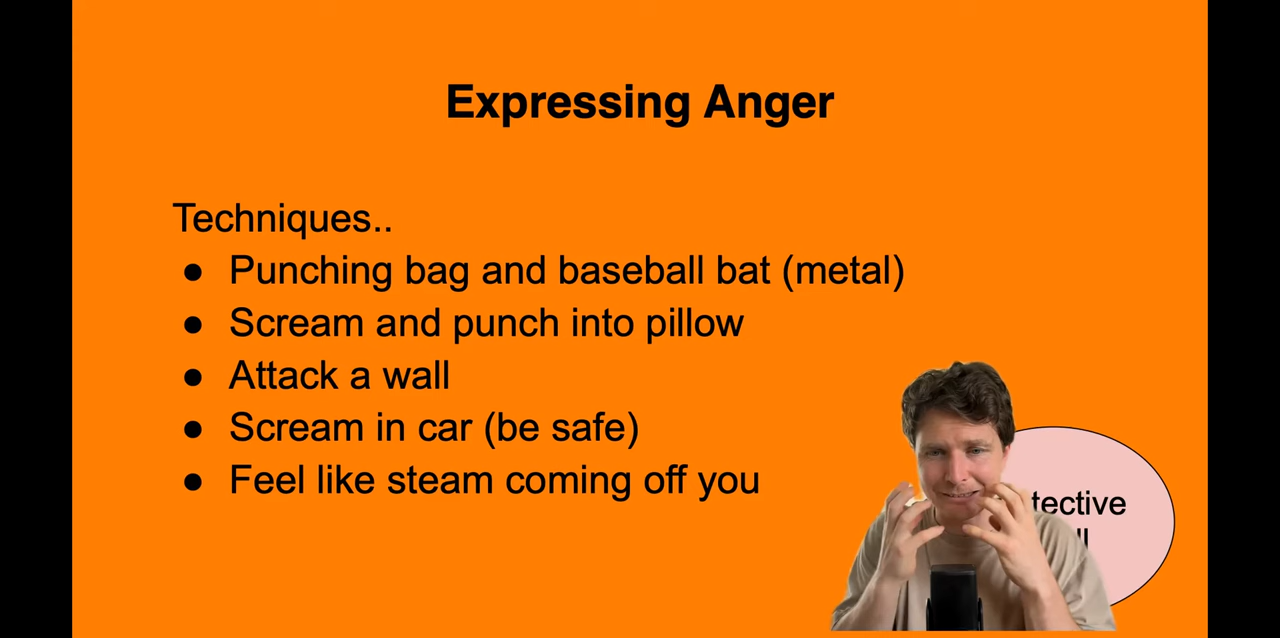 Expressing Anger
Techniques..
● Punching bag and baseball bat (metal)
● Scream and punch into pillow
● Attack a wall
● Scream in car (be safe)
● Feel like steam coming off you